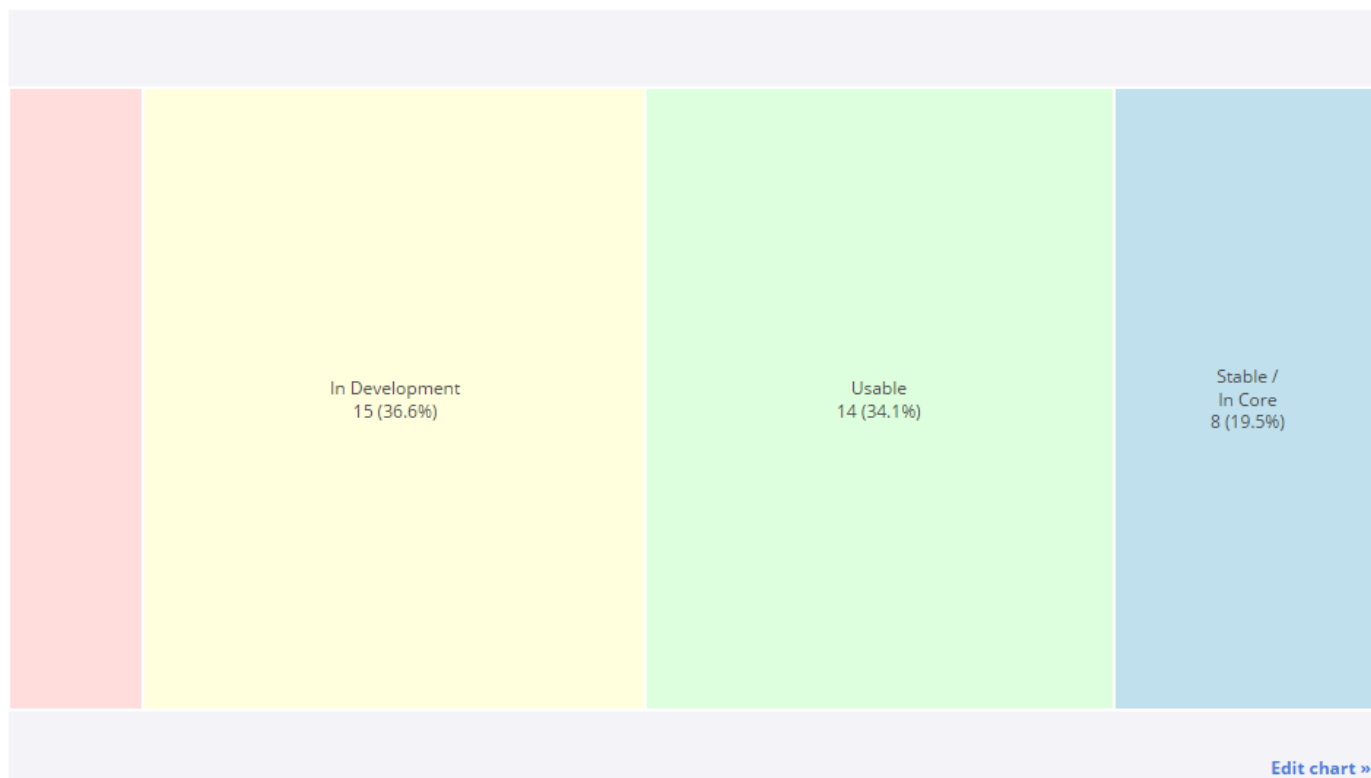 In Development
15 (36.6%)
Usable
14 (34.1%)
Stable /
In Core
8 (19.5%)
Edit chart »